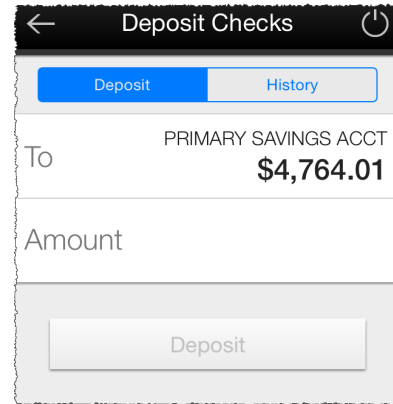 Deposit Checks
Deposit History
To PRIMARY SAVINGS ACCT
$4,764.01
Amount
Deposit